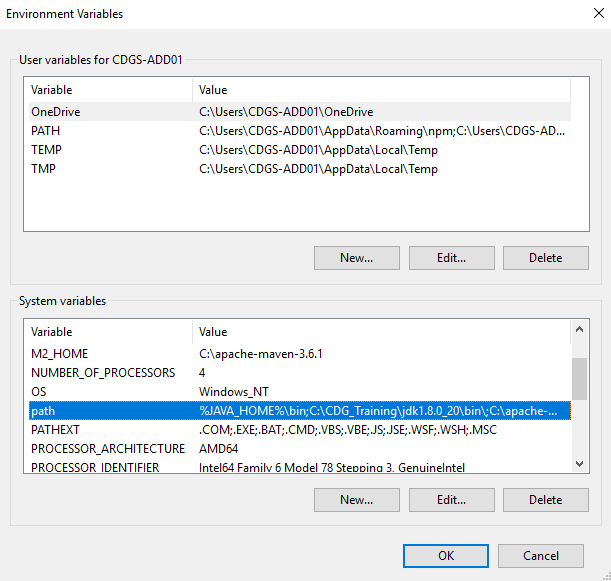 Environment Variables
User variables for CDGS-ADD01
Variable Value
OneDrive C:\Users\CDGS-ADD01\OneDrive
PATH C:\Users\CDGS-ADD01\AppData\Roaming\npm;C:\Users\CDGS-AD...
TEMP C:\Users\CDGS-ADD01\AppData\Local\Temp
TMP C:\Users\CDGS-ADD01\AppData\Local\Temp
New... Edit... Delete
System variables
Variable Value
M2_HOME C:\apache-maven-3.6.1
NUMBER_OF_PROCESSORS 4
OS Windows_NT
path %JAVA_HOME%\bin;C:\CDG_Training\jdk1.8.0_20\bin\;C:\apache-...
PATHEXT .COM;.EXE;.BAT;.CMD;.VBS;.VBE;.JS;.JSE;.WSF;.WSH;.MSC
PROCESSOR_ARCHITECTURE AMD64
PROCESSOR_IDENTIFIER Intel64 Family 6 Model 78 Stepping 3, GenuineIntel
New... Edit... Delete
OK Cancel